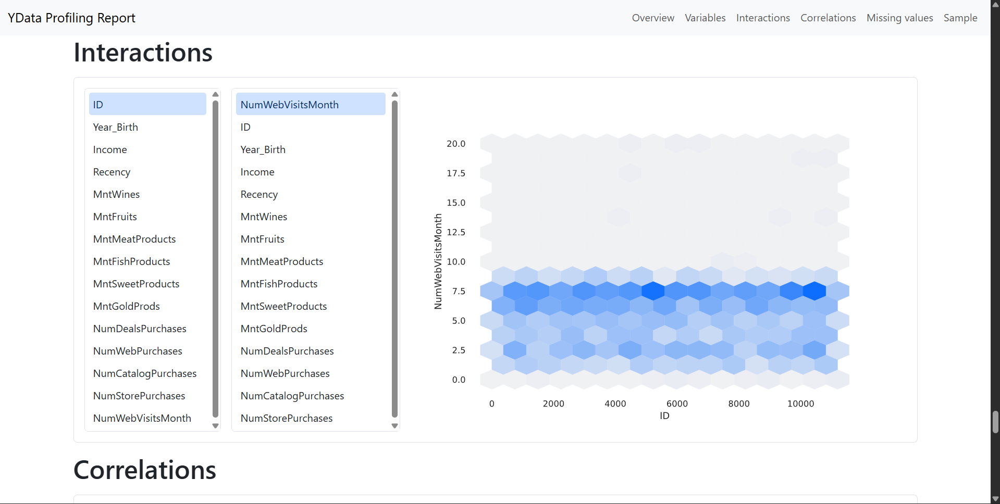 YData Profiling Report
Overview Variables Interactions Correlations Missing values Sample
Interactions
ID
Year_Birth
Income
Recency
MntWines
MntFruits
MntMeatProducts
MntFishProducts
MntSweetProducts
MntGoldProds
NumDealsPurchases
NumWebPurchases
NumCatalogPurchases
NumStorePurchases
NumWebVisitsMonth
NumWebVisitsMonth
ID
Year_Birth
Income
Recency
MntWines
MntFruits
MntMeatProducts
MntFishProducts
MntSweetProducts
MntGoldProds
NumDealsPurchases
NumWebPurchases
NumCatalogPurchases
NumStorePurchases
NumWebVisitsMonth
20.0
17.5
15.0
12.5
10.0
7.5
5.0
2.5
0.0
0 2000 4000 6000 8000 10000
ID
Correlations